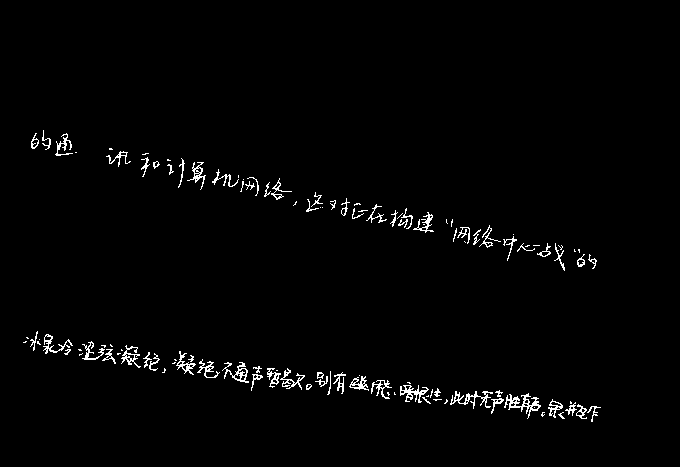 的通讯和计算机网络，这对正在构建“网络中心战”的
冰泉冷涩弦凝绝，凝绝不通声暂歇。别有幽愁暗恨生，此时无声胜有声。银瓶乍